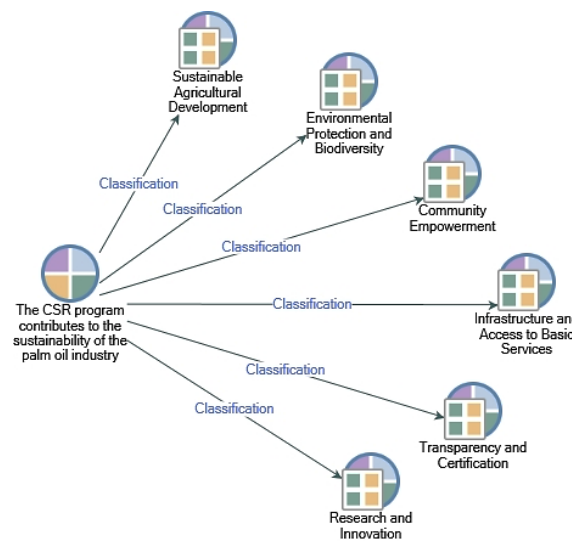 Sustainable
Agricultural
Development
Environmental
Protection and
Biodiversity
Classification
Classification
Community
Empowerment
Classification
The CSR program
contributes to the
sustainability of the
palm oil industry
Classification
Infrastructure an
Access to Basic
Services
Classification
Classification
Transparency and
Certification
Research and
Innovation